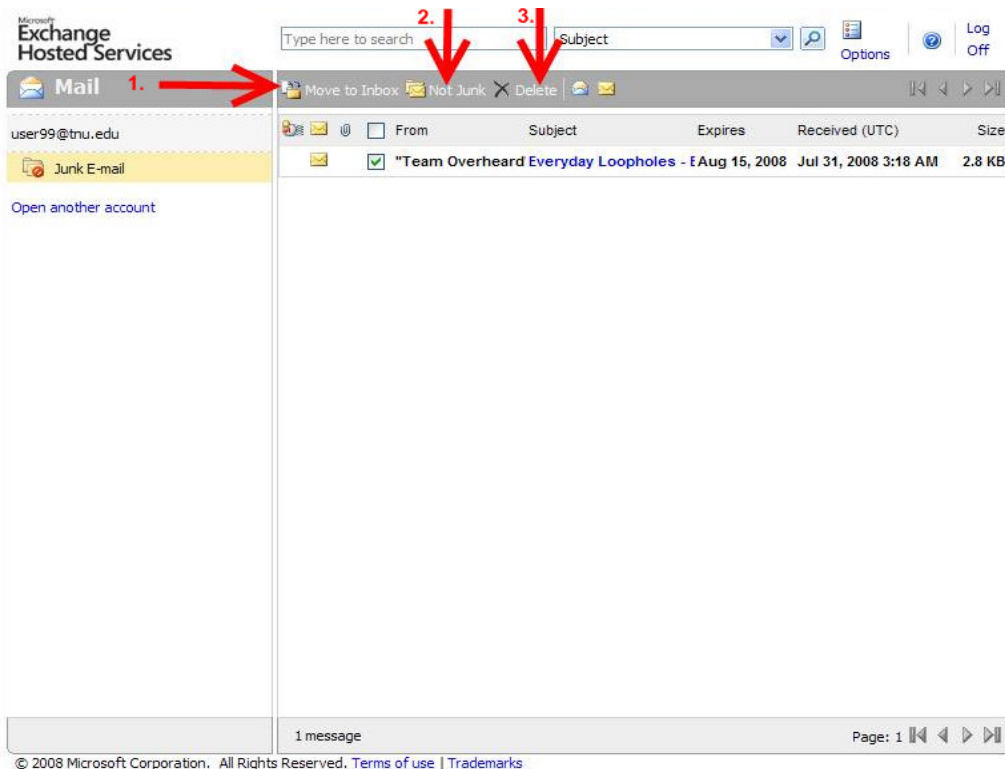 Microsoft
Exchange
Hosted Services
2.
3.
Type here to search
Subject
Options
Log
Off
Mail
1.
Move to Inbox Not Junk Delete
user99@tnu.edu
Junk E-mail
Open another account
From Subject Expires Received (UTC) Size
"Team Overheard Everyday Loopholes - E Aug 15, 2008 Jul 31, 2008 3:18 AM 2.8 KB
1 message
Page: 1
© 2008 Microsoft Corporation. All Rights Reserved. Terms of use | Trademarks